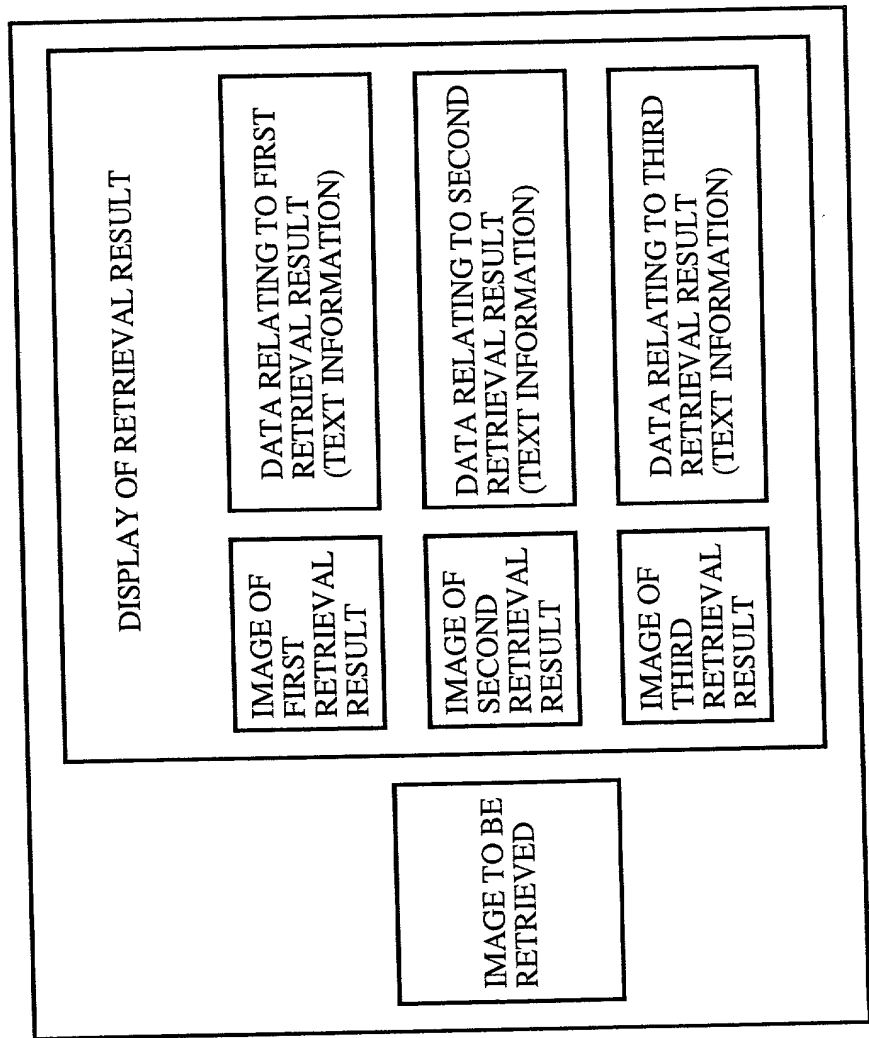 DISPLAY OF RETRIEVAL RESULT
IMAGE TO BE
RETRIEVED
IMAGE OF
FIRST
RETRIEVAL
RESULT
DATA RELATING TO FIRST
RETRIEVAL RESULT
(TEXT INFORMATION)
IMAGE OF
SECOND
RETRIEVAL
RESULT
DATA RELATING TO SECOND
RETRIEVAL RESULT
(TEXT INFORMATION)
IMAGE OF
THIRD
RETRIEVAL
RESULT
DATA RELATING TO THIRD
RETRIEVAL RESULT
(TEXT INFORMATION)